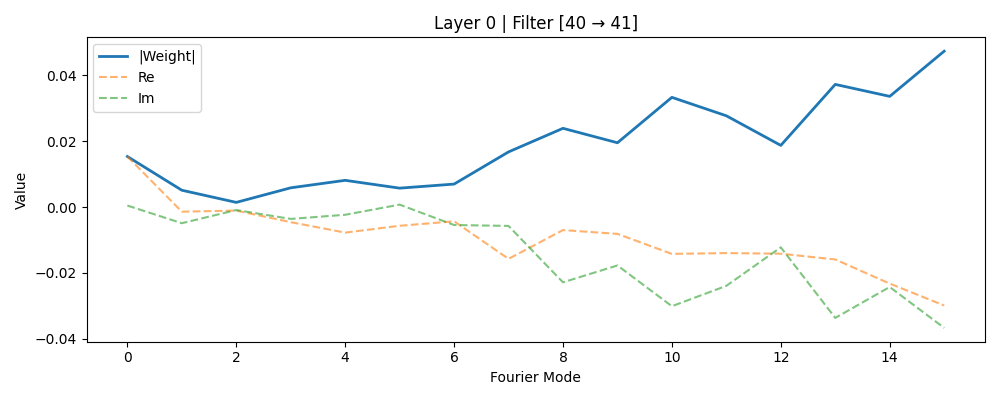 Layer 0 | Filter [40 → 41]
|Weight|
Re
Im
Value
0.04
0.02
0.00
−0.02
−0.04
0 2 4 6 8 10 12 14
Fourier Mode